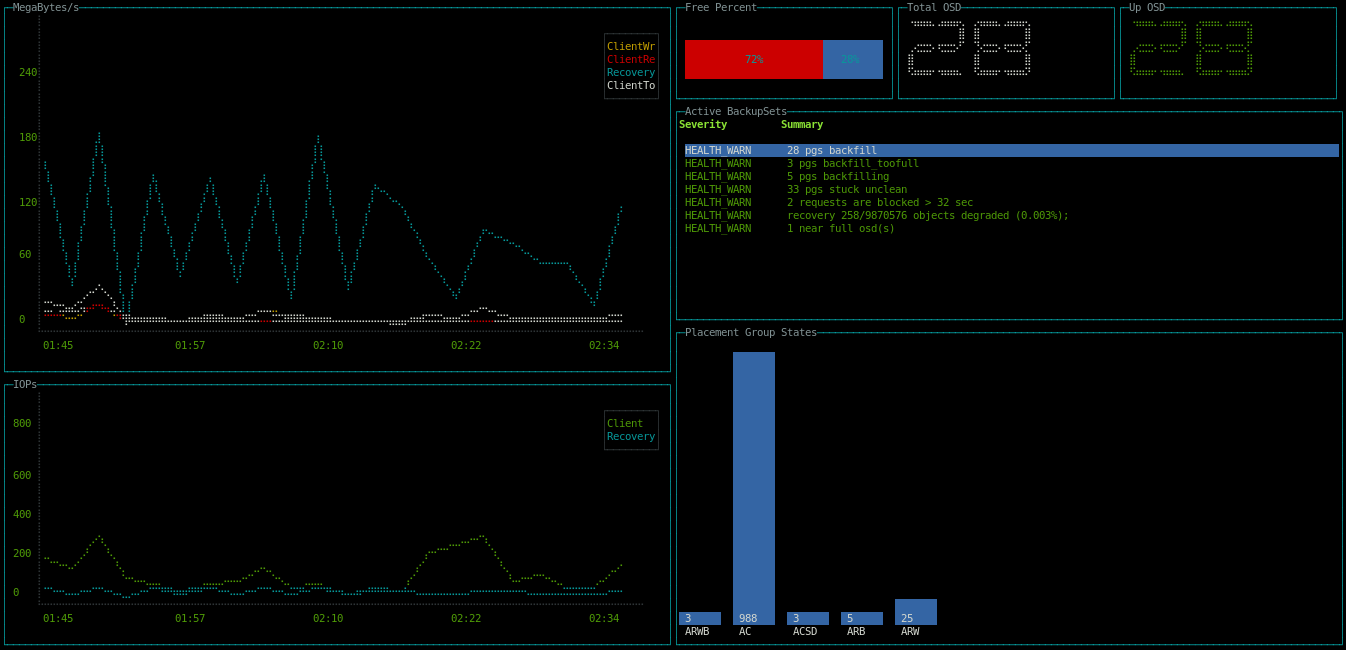 MegaBytes/s
240
180
120
60
0
01:45 01:57 02:10 02:22 02:34
ClientWr
ClientRe
Recovery
ClientTo
IOPs
800
600
400
200
0
01:45 01:57 02:10 02:22 02:34
Client
Recovery
Free Percent
72% 28%
Total OSD
28
Up OSD
28
Active BackupSets
Severity Summary
HEALTH_WARN 28 pgs backfill
HEALTH_WARN 3 pgs backfill_toofull
HEALTH_WARN 5 pgs backfilling
HEALTH_WARN 33 pgs stuck unclean
HEALTH_WARN 2 requests are blocked > 32 sec
HEALTH_WARN recovery 258/9870576 objects degraded (0.003%);
HEALTH_WARN 1 near full osd(s)
Placement Group States
3 988 3 5 25
ARWB AC ACSD ARB ARW